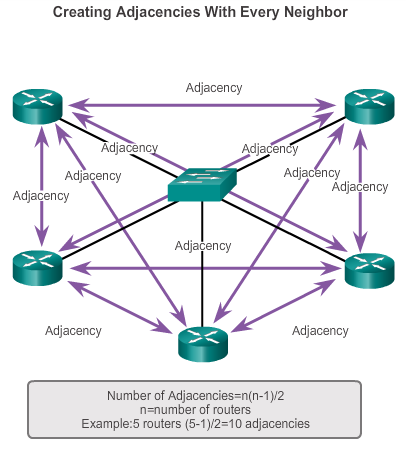 Creating Adjacencies With Every Neighbor
Adjacency
Adjacency
Adjacency
Adjacency
Adjacency
Adjacency
Adjacency
Adjacency
Adjacency
Adjacency
Number of Adjacencies=n(n-1)/2
n=number of routers
Example:5 routers (5-1)/2=10 adjacencies